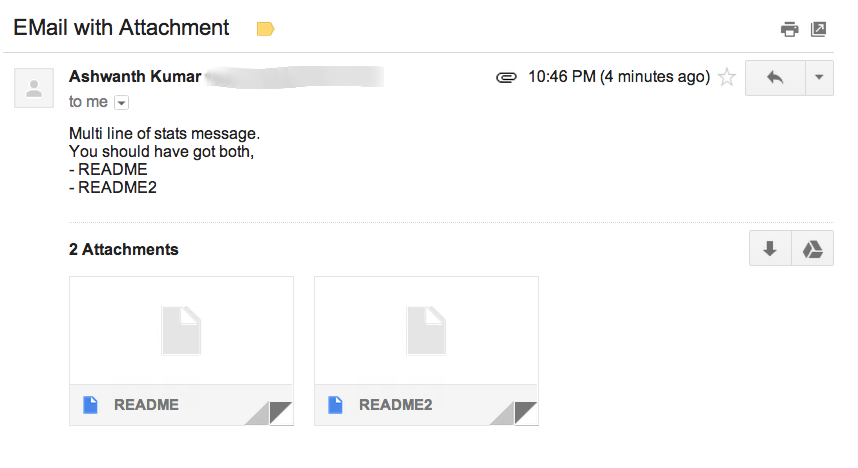 EMail with Attachment
Ashwanth Kumar
10:46 PM (4 minutes ago)
to me
Multi line of stats message.
You should have got both,
- README
- README2
2 Attachments
README
README2